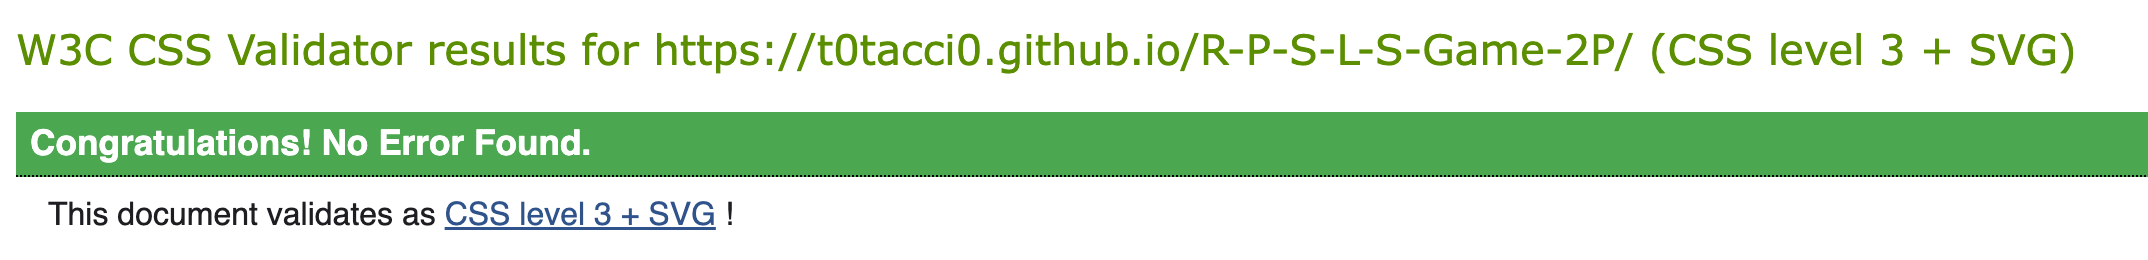 W3C CSS Validator results for https://t0tacci0.github.io/R-P-S-L-S-Game-2P/ (CSS level 3 + SVG)
Congratulations! No Error Found.
This document validates as CSS level 3 + SVG !